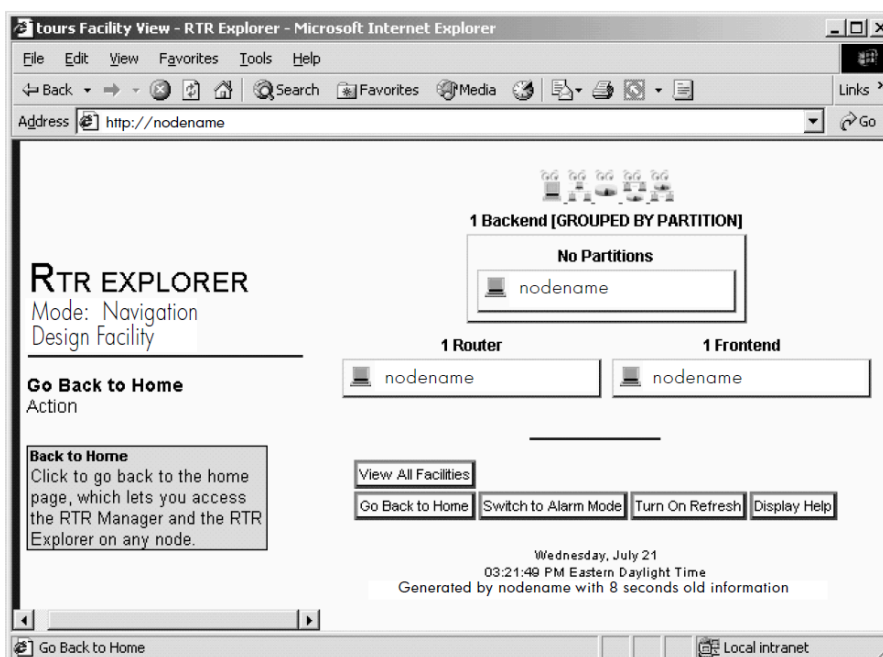 tours Facility View - RTR Explorer - Microsoft Internet Explorer
File Edit View Favorites Tools Help
Back Search Favorites Media Links
Address http://nodename Go
RTR EXPLORER
Mode: Navigation
Design Facility
Go Back to Home
Action
Back to Home
Click to go back to the home
page, which lets you access
the RTR Manager and the RTR
Explorer on any node.
1 Backend [GROUPED BY PARTITION]
No Partitions
nodename
1 Router 1 Frontend
nodename nodename
View All Facilities
Go Back to Home Switch to Alarm Mode Turn On Refresh Display Help
Wednesday, July 21
03:21:49 PM Eastern Daylight Time
Generated by nodename with 8 seconds old information
Go Back to Home Local intranet